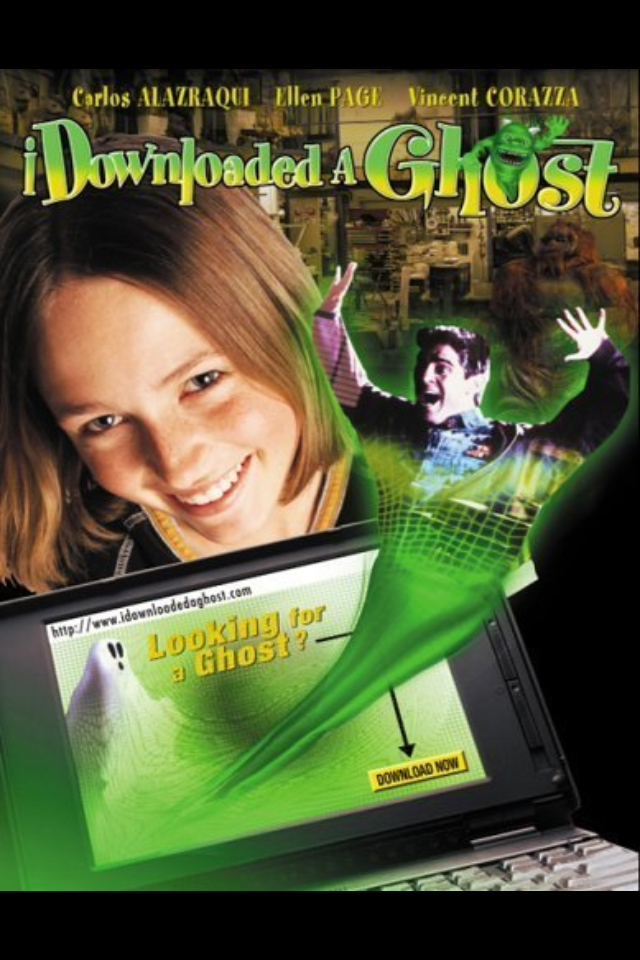 Carlos ALAZRAQUI Ellen PAGE Vincent CORAZZA
i Downloaded A Ghost
http://www.idownloadedaghost.com
Looking for
a Ghost?
DOWNLOAD NOW